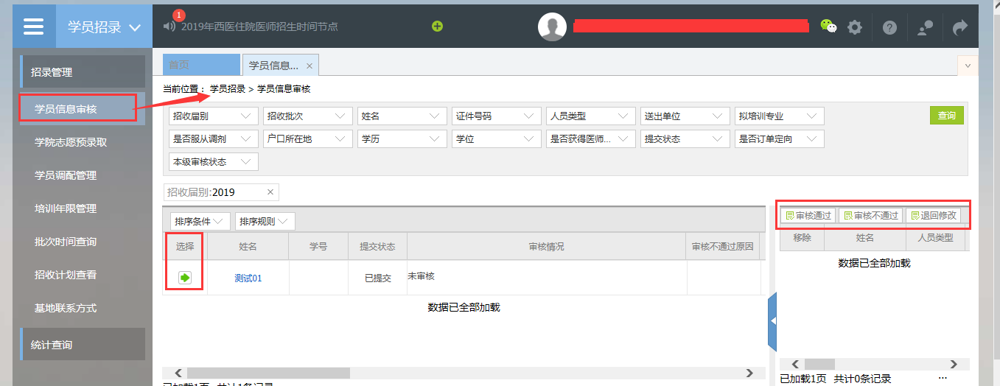 学员招录
1
2019年西医住院医师招生时间节点
招录管理
学员信息审核
学院志愿预录取
学员调配管理
培训年限管理
批次时间查询
招收计划查看
基地联系方式
统计查询
首页
学员信息... ×
当前位置： 学员招录 > 学员信息审核
招收届别 招收批次 姓名 证件号码 人员类型 送出单位 拟培训专业 查询
是否服从调剂 户口所在地 学历 学位 是否获得医师... 提交状态 是否订单定向
本级审核状态
招收届别:2019 ×
排序条件 排序规则
选择 姓名 学号 提交状态 审核情况 审核不通过原因
测试01 已提交 未审核
数据已全部加载
已加载1页 共计1条记录
审核通过 审核不通过 退回修改
移除 姓名 人员类型
数据已全部加载
已加载1页 共计0条记录 ...